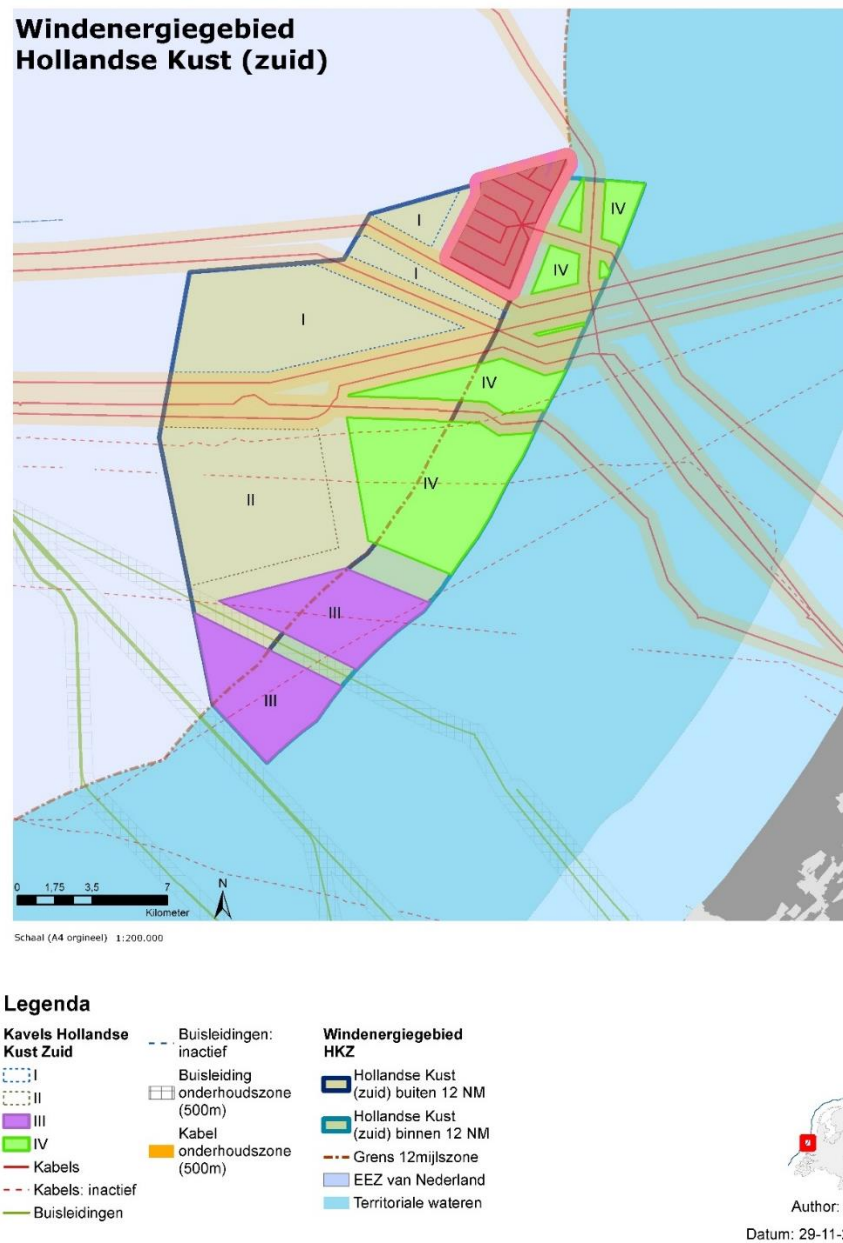 Windenergiegebied
Hollandse Kust (zuid)
I
IV
I
IV
I
IV
II
IV
III
III
0 1,75 3,5 7
Kilometer
N
Schaal (A4 orgineel) 1:200.000
Legenda
Kavels Hollandse
Kust Zuid
I
II
III
IV
Kabels
Kabels: inactief
Buisleidingen
Buisleidingen:
inactief
Buisleiding
onderhoudszone
(500m)
Kabel
onderhoudszone
(500m)
Windenergiegebied
HKZ
Hollandse Kust
(zuid) buiten 12 NM
Hollandse Kust
(zuid) binnen 12 NM
Grens 12mijlszone
EEZ van Nederland
Territoriale wateren
Author:
Datum: 29-11-